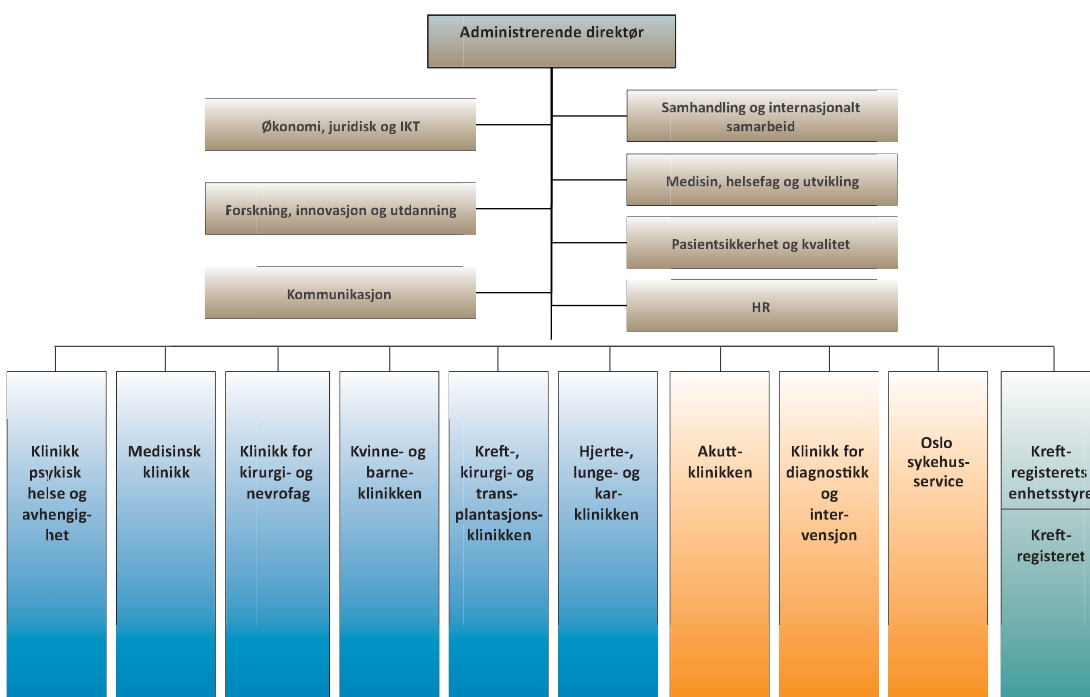 Administrerende direktør
Økonomi, juridisk og IKT
Samhandling og internasjonalt
samarbeid
Medisin, helsefag og utvikling
Forskning, innovasjon og utdanning
Pasientsikkerhet og kvalitet
Kommunikasjon
HR
Klinikk
psykisk
helse og
avhengig-
het
Medisinsk
klinikk
Klinikk for
kirurgi- og
nevrofag
Kvinne- og
barne-
klinikken
Kreft-,
kirurgi- og
trans-
plantasjons-
klinikken
Hjerte-,
lunge- og
kar-
klinikken
Akutt-
klinikken
Klinikk for
diagnostikk
og
inter-
vensjon
Oslo
sykehus-
service
Kreft-
registerets
enhetsstyre
Kreft-
registeret